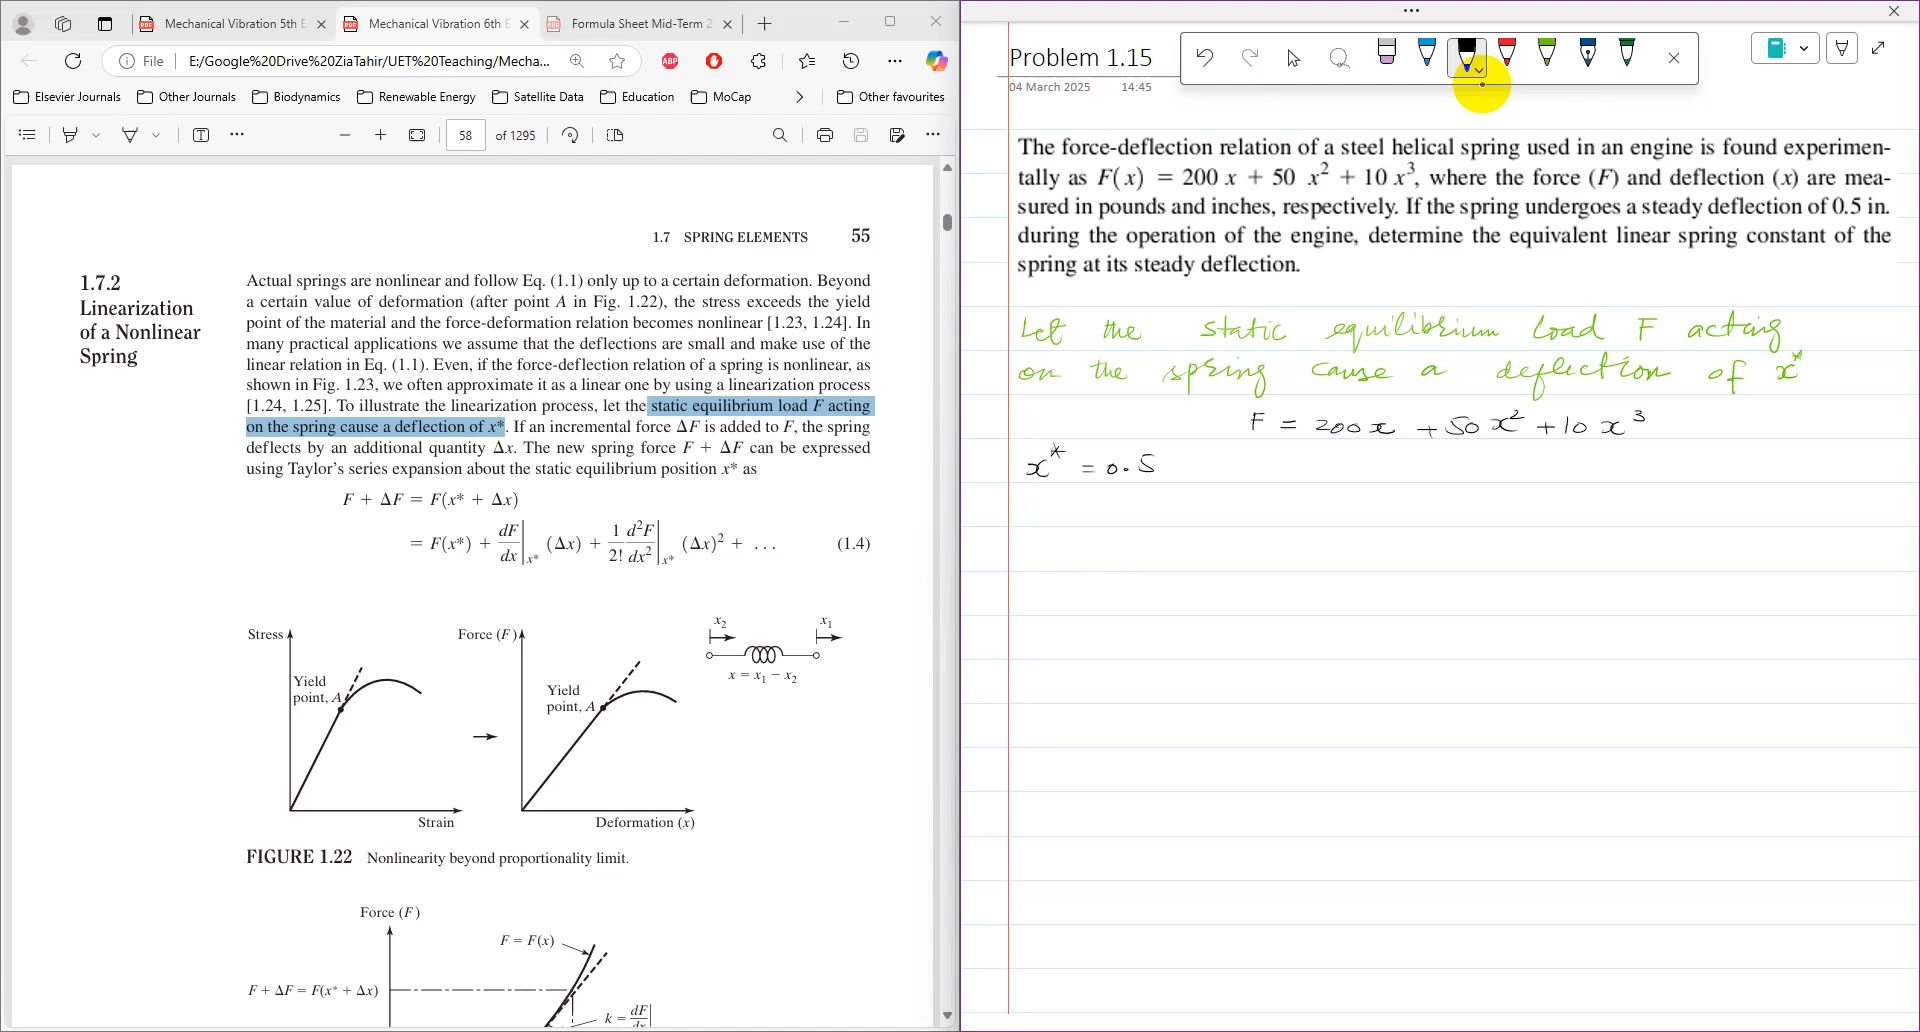 Mechanical Vibration 5th E
Mechanical Vibration 6th E
Formula Sheet Mid-Term 2
File
E:/Google%20Drive%20ZiaTahir/UET%20Teaching/Mecha...
ABP
Elsevier Journals
Other Journals
Biodynamics
Renewable Energy
Satellite Data
Education
MoCap
Other favourites
58
of 1295
1.7 SPRING ELEMENTS 55
1.7.2
Linearization
of a Nonlinear
Spring
Actual springs are nonlinear and follow Eq. (1.1) only up to a certain deformation. Beyond
a certain value of deformation (after point A in Fig. 1.22), the stress exceeds the yield
point of the material and the force-deformation relation becomes nonlinear [1.23, 1.24]. In
many practical applications we assume that the deflections are small and make use of the
linear relation in Eq. (1.1). Even, if the force-deflection relation of a spring is nonlinear, as
shown in Fig. 1.23, we often approximate it as a linear one by using a linearization process
[1.24, 1.25]. To illustrate the linearization process, let the static equilibrium load F acting
on the spring cause a deflection of x*. If an incremental force ΔF is added to F, the spring
deflects by an additional quantity Δx. The new spring force F + ΔF can be expressed
using Taylor's series expansion about the static equilibrium position x* as
F + ΔF = F(x* + Δx)
= F(x*) + dF/dx|x* (Δx) + 1/2! d²F/dx²|x* (Δx)² + ... (1.4)
Stress
Yield
point, A
Strain
Force (F)
Yield
point, A
Deformation (x)
x₂
x₁
x = x₁ − x₂
FIGURE 1.22 Nonlinearity beyond proportionality limit.
Force (F)
F = F(x)
F + ΔF = F(x* + Δx)
k = dF/dx|
Problem 1.15
04 March 2025 14:45
The force-deflection relation of a steel helical spring used in an engine is found experimen-
tally as F(x) = 200 x + 50 x² + 10 x³, where the force (F) and deflection (x) are mea-
sured in pounds and inches, respectively. If the spring undergoes a steady deflection of 0.5 in.
during the operation of the engine, determine the equivalent linear spring constant of the
spring at its steady deflection.
Let the static equilibrium load F acting
on the spring cause a deflection of x*
F = 200x + 50x² + 10x³
x* = 0.5